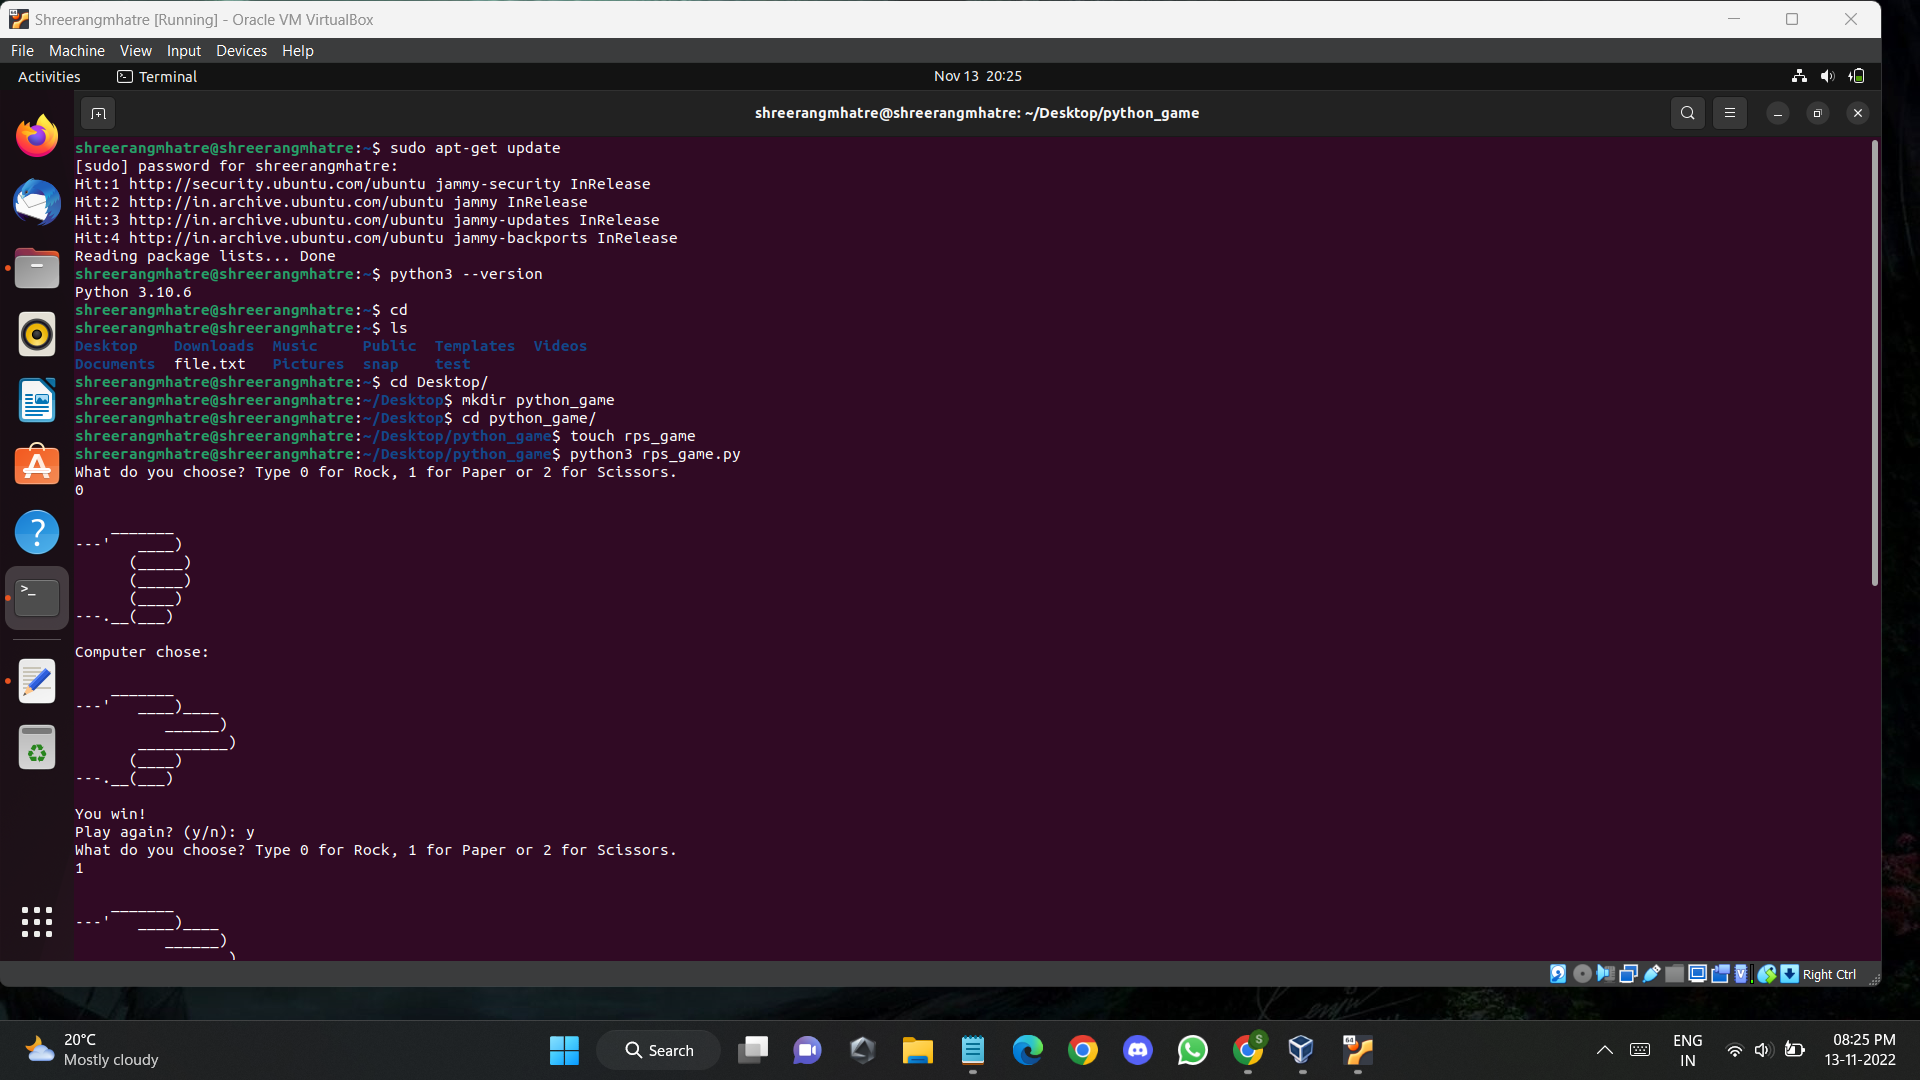 Shreerangmhatre [Running] - Oracle VM VirtualBox
File Machine View Input Devices Help
Activities Terminal Nov 13 20:25
shreerangmhatre@shreerangmhatre: ~/Desktop/python_game
shreerangmhatre@shreerangmhatre:~$ sudo apt-get update
[sudo] password for shreerangmhatre:
Hit:1 http://security.ubuntu.com/ubuntu jammy-security InRelease
Hit:2 http://in.archive.ubuntu.com/ubuntu jammy InRelease
Hit:3 http://in.archive.ubuntu.com/ubuntu jammy-updates InRelease
Hit:4 http://in.archive.ubuntu.com/ubuntu jammy-backports InRelease
Reading package lists... Done
shreerangmhatre@shreerangmhatre:~$ python3 --version
Python 3.10.6
shreerangmhatre@shreerangmhatre:~$ cd
shreerangmhatre@shreerangmhatre:~$ ls
Desktop    Downloads  Music     Public  Templates  Videos
Documents  file.txt   Pictures  snap    test
shreerangmhatre@shreerangmhatre:~$ cd Desktop/
shreerangmhatre@shreerangmhatre:~/Desktop$ mkdir python_game
shreerangmhatre@shreerangmhatre:~/Desktop$ cd python_game/
shreerangmhatre@shreerangmhatre:~/Desktop/python_game$ touch rps_game
shreerangmhatre@shreerangmhatre:~/Desktop/python_game$ python3 rps_game.py
What do you choose? Type 0 for Rock, 1 for Paper or 2 for Scissors.
0
    _______
---'   ____)
      (_____)
      (_____)
      (____)
---.__(___)
Computer chose:
    _______
---'   ____)____
          ______)
       __________)
      (____)
---.__(___)
You win!
Play again? (y/n): y
What do you choose? Type 0 for Rock, 1 for Paper or 2 for Scissors.
1
    _______
---'   ____)____
          ______)
Right Ctrl
20°C
Mostly cloudy
Search
ENG
IN
08:25 PM
13-11-2022